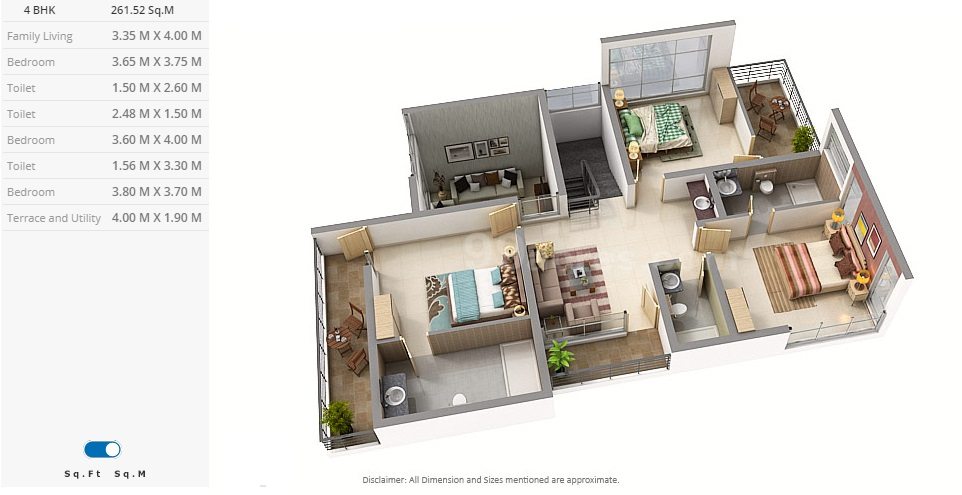 4 BHK 261.52 Sq.M
Family Living 3.35 M X 4.00 M
Bedroom 3.65 M X 3.75 M
Toilet 1.50 M X 2.60 M
Toilet 2.48 M X 1.50 M
Bedroom 3.60 M X 4.00 M
Toilet 1.56 M X 3.30 M
Bedroom 3.80 M X 3.70 M
Terrace and Utility 4.00 M X 1.90 M
Sq.Ft Sq.M
Disclaimer: All Dimension and Sizes mentioned are approximate.